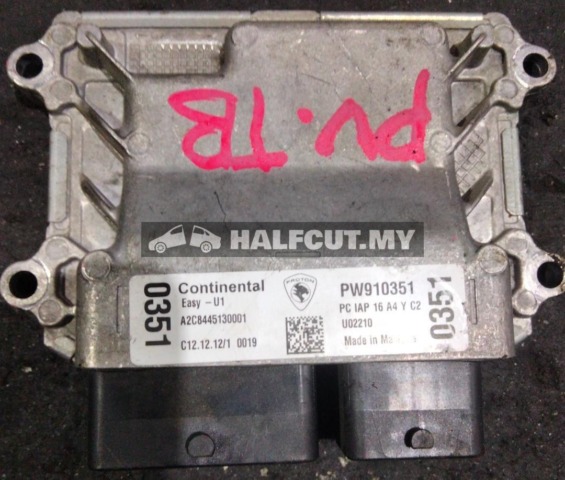 PV.TB
HALFCUT.MY
0351
Continental
Easy - U1
A2C8445130001
C12.12.12/1 0019
PROTON
PW910351
PC IAP 16 A4 Y C2
U02210
Made in
0351